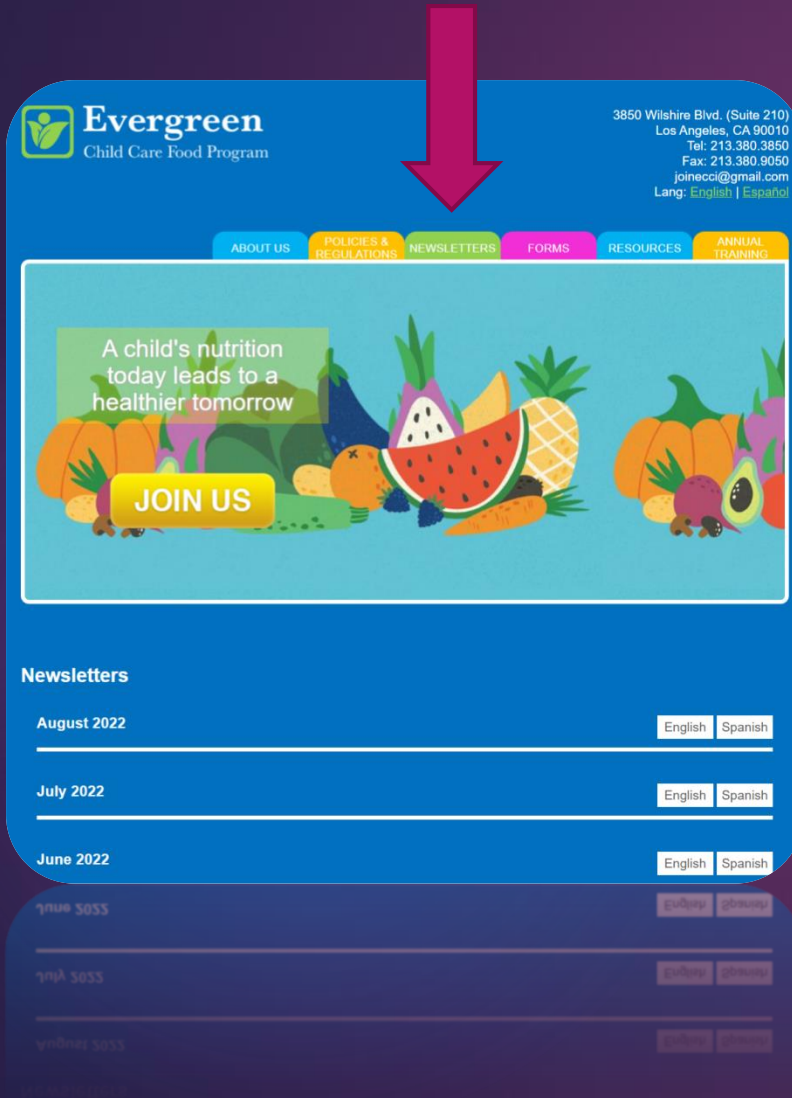 Evergreen
Child Care Food Program
3850 Wilshire Blvd. (Suite 210)
Los Angeles, CA 90010
Tel: 213.380.3850
Fax: 213.380.9050
joinecci@gmail.com
Lang: English | Español
ABOUT US
POLICIES &
REGULATIONS
NEWSLETTERS
FORMS
RESOURCES
ANNUAL
TRAINING
A child's nutrition
today leads to a
healthier tomorrow
JOIN US
Newsletters
August 2022 English Spanish
July 2022 English Spanish
June 2022 English Spanish